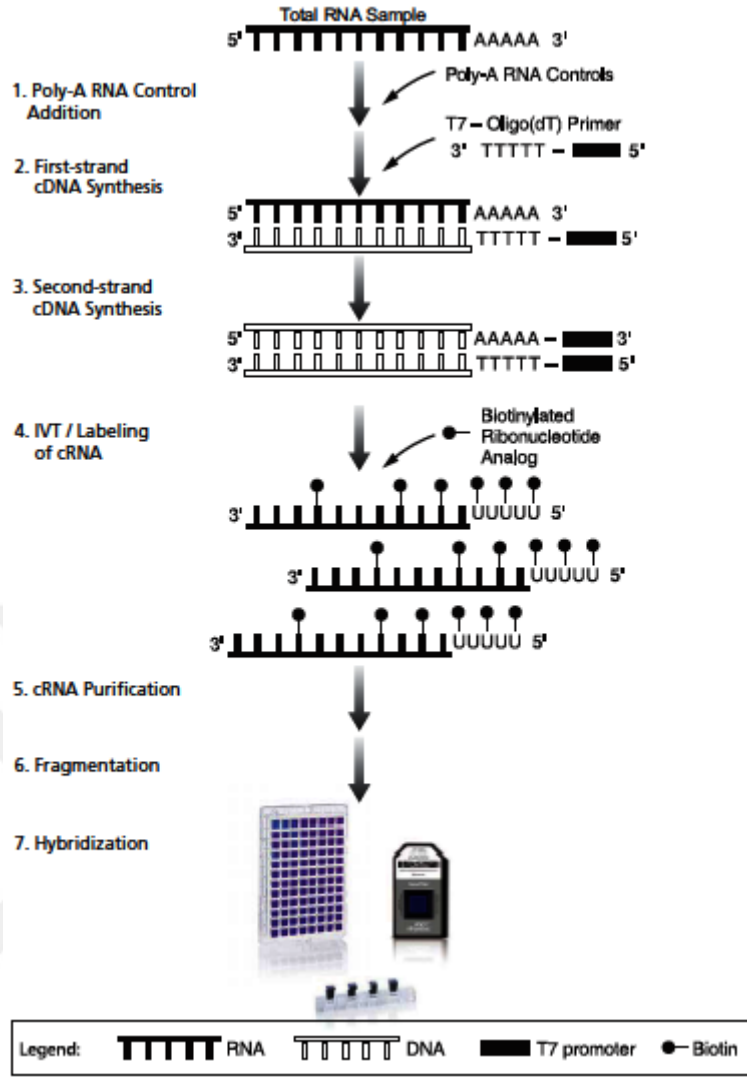 Total RNA Sample
5' AAAAA 3'
Poly-A RNA Controls
1. Poly-A RNA Control
Addition
T7 – Oligo(dT) Primer
3' TTTTT – 5'
2. First-strand
cDNA Synthesis
5' AAAAA 3'
3' TTTTT – 5'
3. Second-strand
cDNA Synthesis
5' AAAAA – 3'
3' TTTTT – 5'
4. IVT / Labeling
of cRNA
Biotinylated
Ribonucleotide
Analog
3' UUUUU 5'
3' UUUUU 5'
3' UUUUU 5'
5. cRNA Purification
6. Fragmentation
7. Hybridization
Legend: RNA DNA T7 promoter Biotin